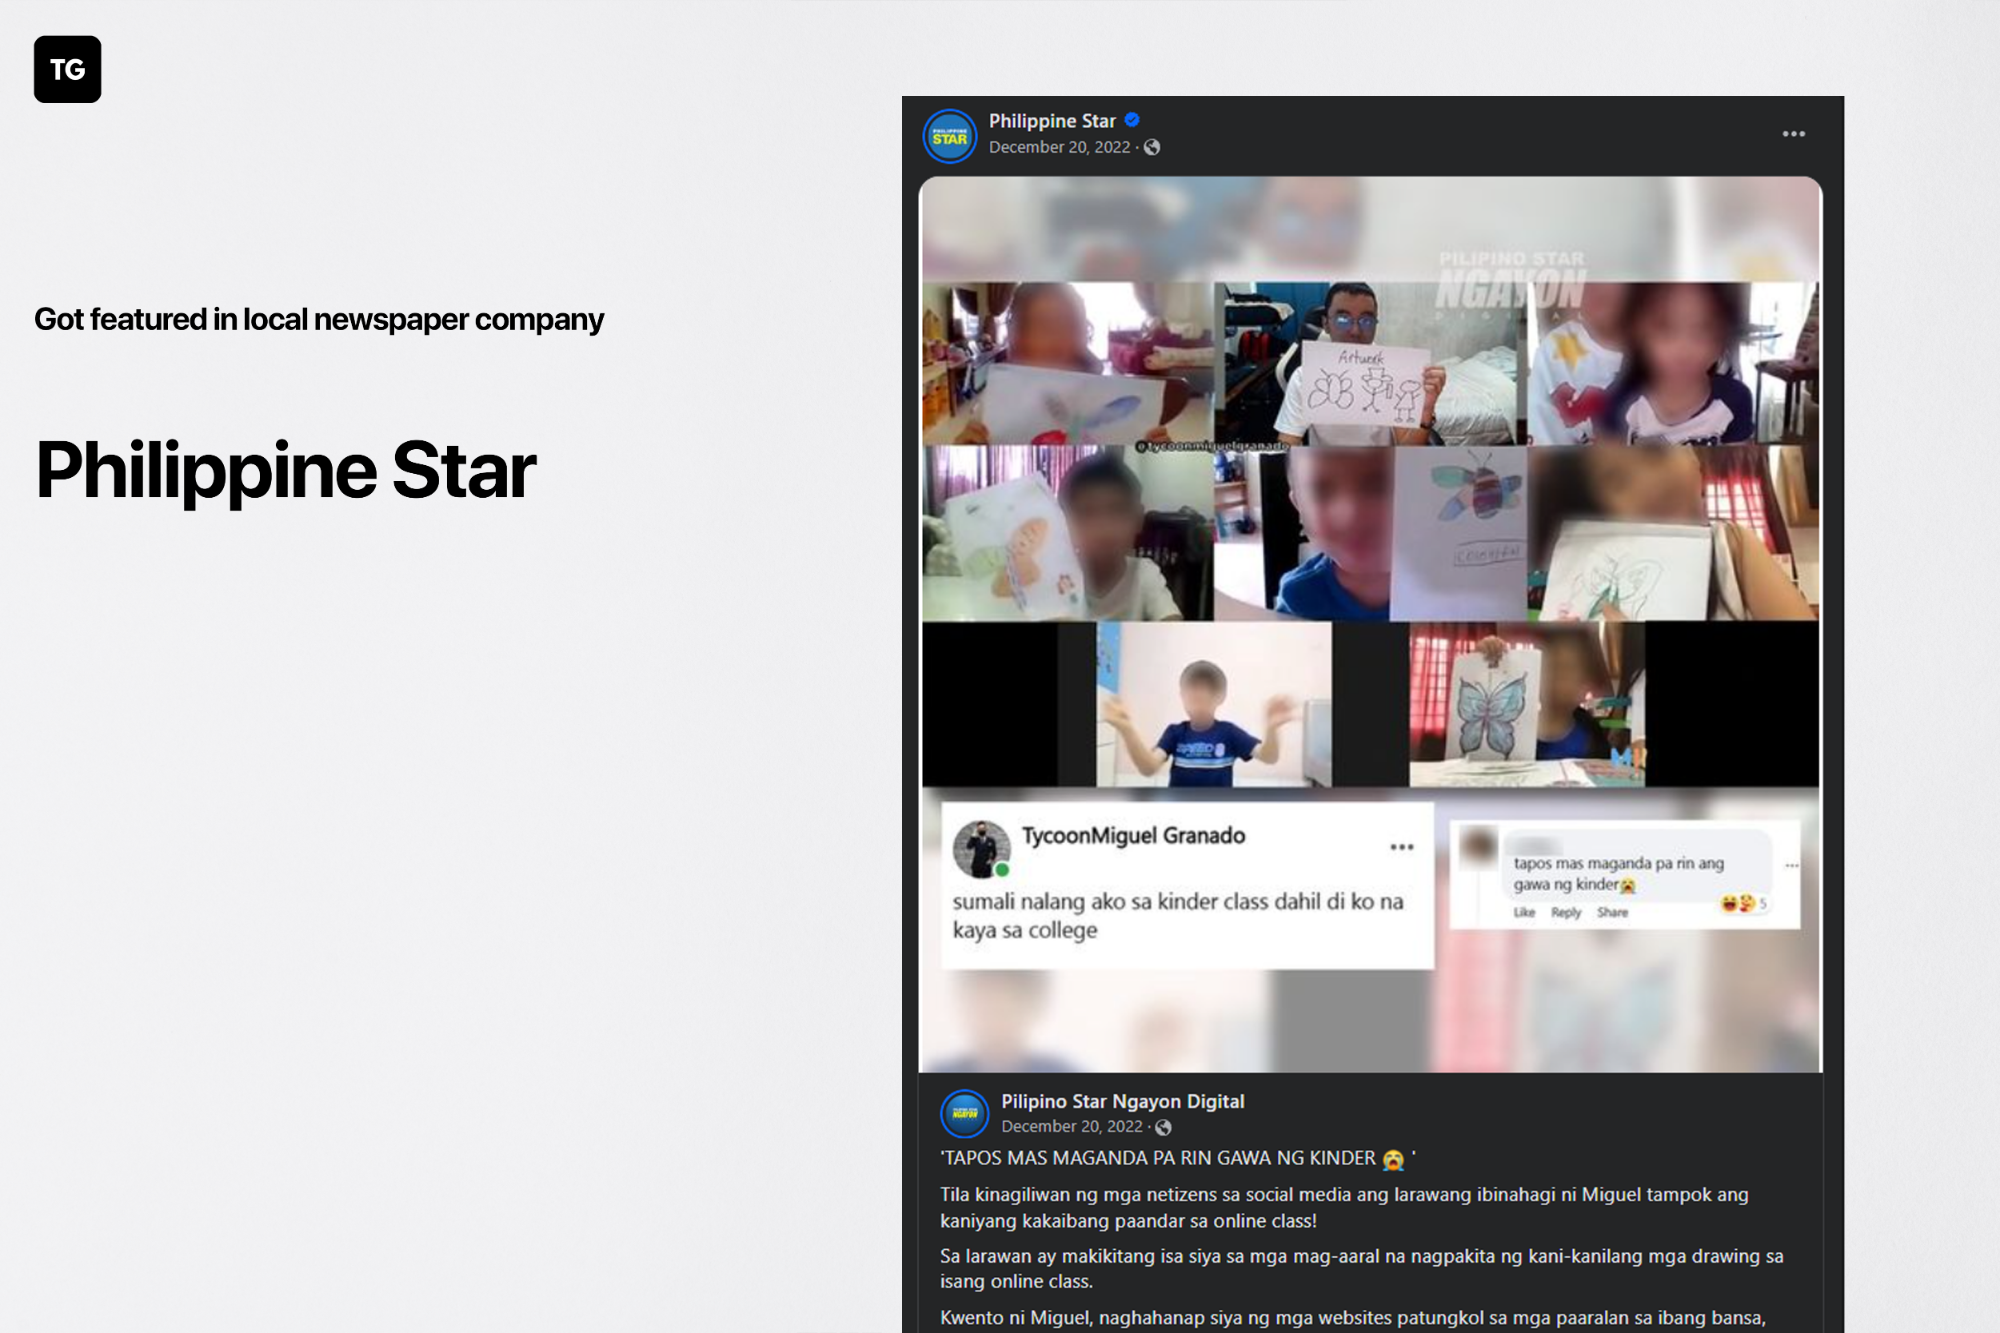 TG
Got featured in local newspaper company
Philippine Star
PHILIPPINE
STAR
Philippine Star
December 20, 2022 ·
PILIPINO STAR
NGAYON
DIGITAL
Artwork
@tycoonmiguelgranado
TycoonMiguel Granado
sumali nalang ako sa kinder class dahil di ko na
kaya sa college
tapos mas maganda pa rin ang
gawa ng kinder😭
Like Reply Share
5
NGAYON
Pilipino Star Ngayon Digital
December 20, 2022 ·
'TAPOS MAS MAGANDA PA RIN GAWA NG KINDER 😭 '
Tila kinagiliwan ng mga netizens sa social media ang larawang ibinahagi ni Miguel tampok ang
kaniyang kakaibang paandar sa online class!
Sa larawan ay makikitang isa siya sa mga mag-aaral na nagpakita ng kani-kanilang mga drawing sa
isang online class.
Kwento ni Miguel, naghahanap siya ng mga websites patungkol sa mga paaralan sa ibang bansa,